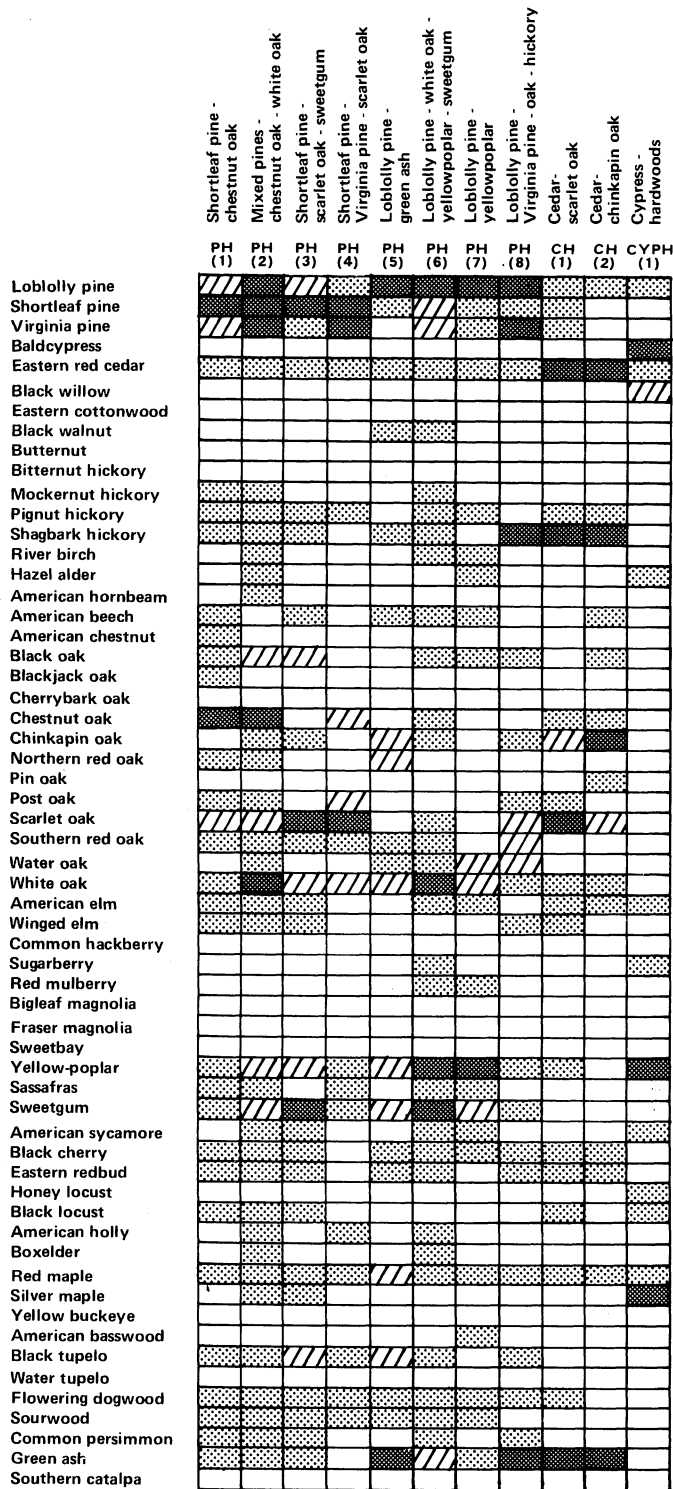 Shortleaf pine -
chestnut oak
Mixed pines -
chestnut oak - white oak
Shortleaf pine -
scarlet oak - sweetgum
Shortleaf pine -
Virginia pine - scarlet oak
Loblolly pine -
green ash
Loblolly pine - white oak -
yellowpoplar - sweetgum
Loblolly pine -
yellowpoplar
Loblolly pine -
Virginia pine - oak - hickory
Cedar-
scarlet oak
Cedar-
chinkapin oak
Cypress -
hardwoods
PH PH PH PH PH PH PH PH CH CH CYPH
(1) (2) (3) (4) (5) (6) (7) (8) (1) (2) (1)
Loblolly pine
Shortleaf pine
Virginia pine
Baldcypress
Eastern red cedar
Black willow
Eastern cottonwood
Black walnut
Butternut
Bitternut hickory
Mockernut hickory
Pignut hickory
Shagbark hickory
River birch
Hazel alder
American hornbeam
American beech
American chestnut
Black oak
Blackjack oak
Cherrybark oak
Chestnut oak
Chinkapin oak
Northern red oak
Pin oak
Post oak
Scarlet oak
Southern red oak
Water oak
White oak
American elm
Winged elm
Common hackberry
Sugarberry
Red mulberry
Bigleaf magnolia
Fraser magnolia
Sweetbay
Yellow-poplar
Sassafras
Sweetgum
American sycamore
Black cherry
Eastern redbud
Honey locust
Black locust
American holly
Boxelder
Red maple
Silver maple
Yellow buckeye
American basswood
Black tupelo
Water tupelo
Flowering dogwood
Sourwood
Common persimmon
Green ash
Southern catalpa